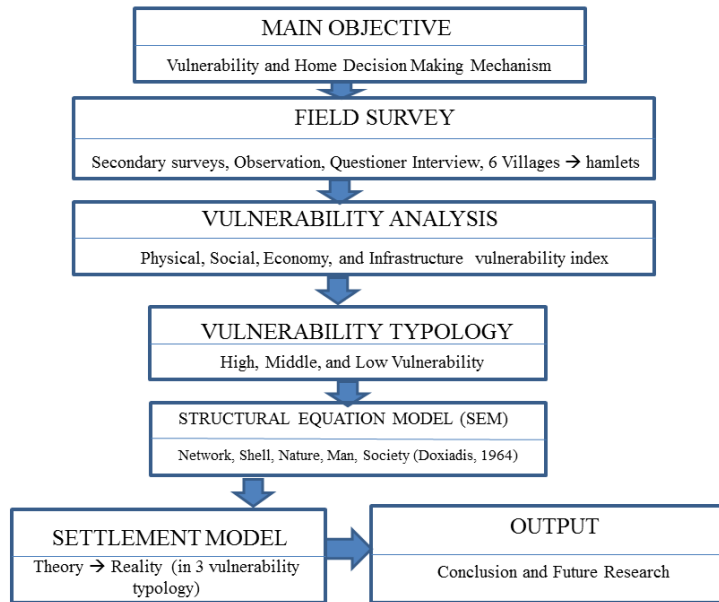 MAIN OBJECTIVE
Vulnerability and Home Decision Making Mechanism
FIELD SURVEY
Secondary surveys, Observation, Questioner Interview, 6 Villages → hamlets
VULNERABILITY ANALYSIS
Physical, Social, Economy, and Infrastructure vulnerability index
VULNERABILITY TYPOLOGY
High, Middle, and Low Vulnerability
STRUCTURAL EQUATION MODEL (SEM)
Network, Shell, Nature, Man, Society (Doxiadis, 1964)
SETTLEMENT MODEL
Theory → Reality (in 3 vulnerability
typology)
OUTPUT
Conclusion and Future Research